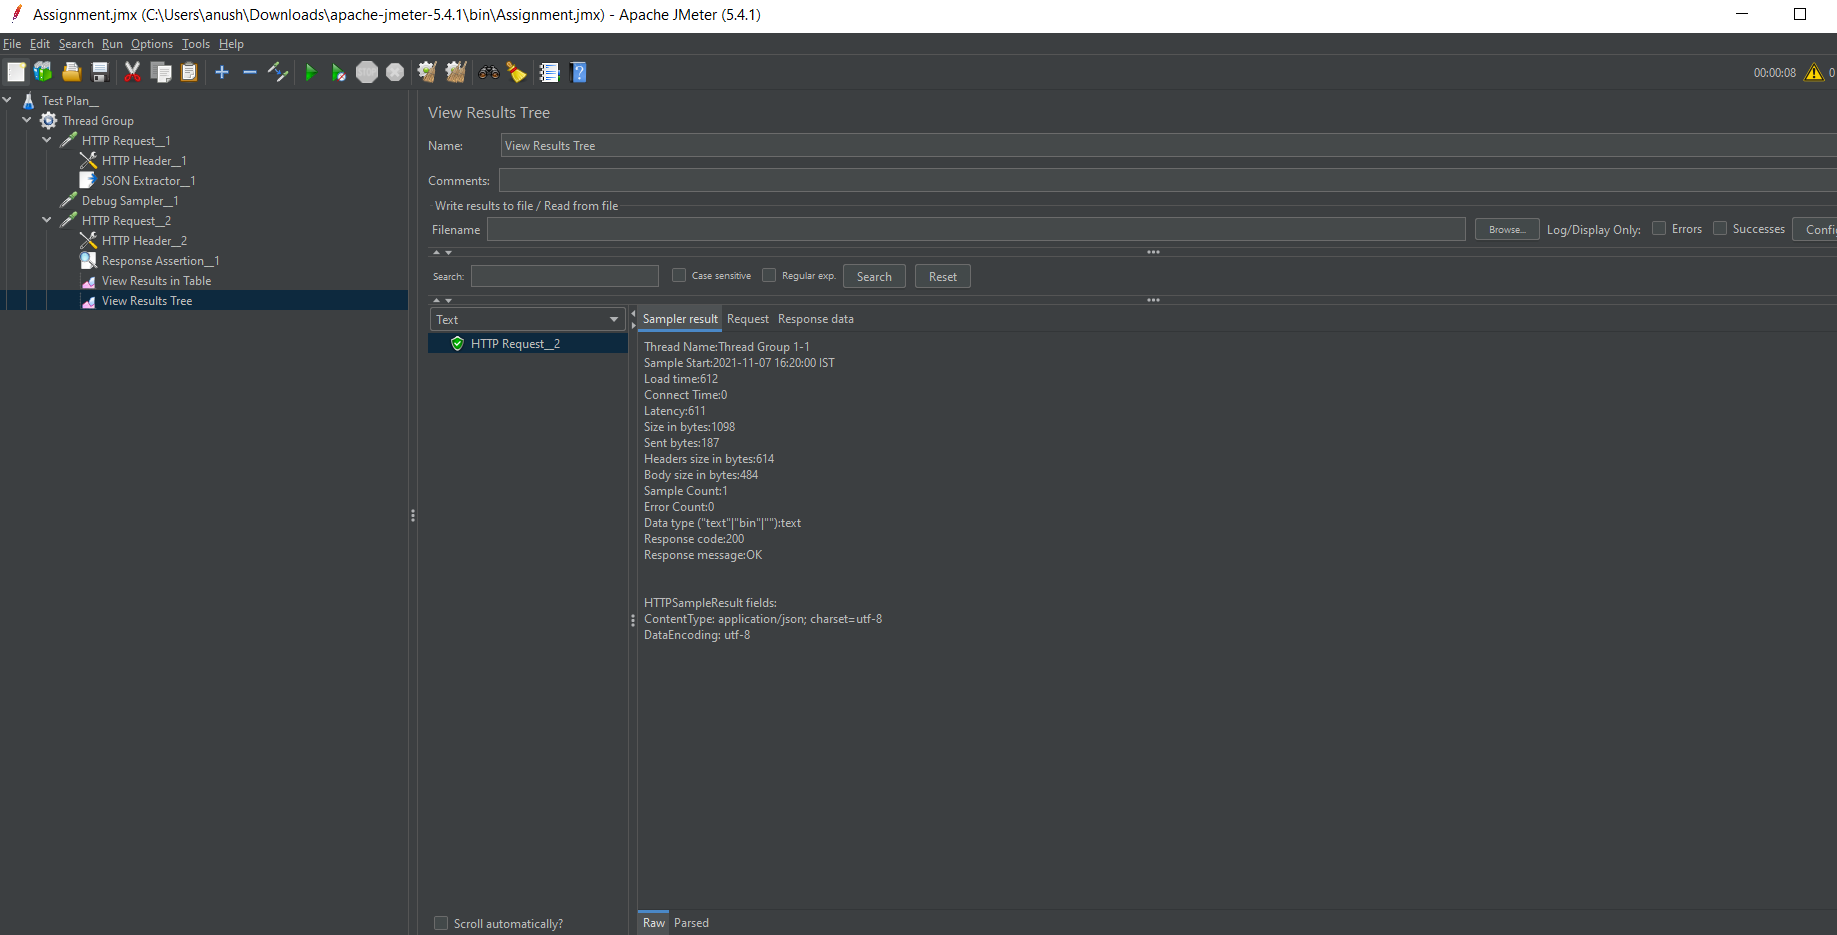 Assignment.jmx (C:\Users\anush\Downloads\apache-jmeter-5.4.1\bin\Assignment.jmx) - Apache JMeter (5.4.1)
File Edit Search Run Options Tools Help
STOP
00:00:08 0
Test Plan__
Thread Group
HTTP Request__1
HTTP Header__1
JSON Extractor__1
Debug Sampler__1
HTTP Request__2
HTTP Header__2
Response Assertion__1
View Results in Table
View Results Tree
View Results Tree
Name: View Results Tree
Comments:
Write results to file / Read from file
Filename Browse... Log/Display Only: Errors Successes Confi
Search: Case sensitive Regular exp. Search Reset
Text
HTTP Request__2
Scroll automatically?
Sampler result Request Response data
Thread Name:Thread Group 1-1
Sample Start:2021-11-07 16:20:00 IST
Load time:612
Connect Time:0
Latency:611
Size in bytes:1098
Sent bytes:187
Headers size in bytes:614
Body size in bytes:484
Sample Count:1
Error Count:0
Data type ("text"|"bin"|""):text
Response code:200
Response message:OK
HTTPSampleResult fields:
ContentType: application/json; charset=utf-8
DataEncoding: utf-8
Raw Parsed